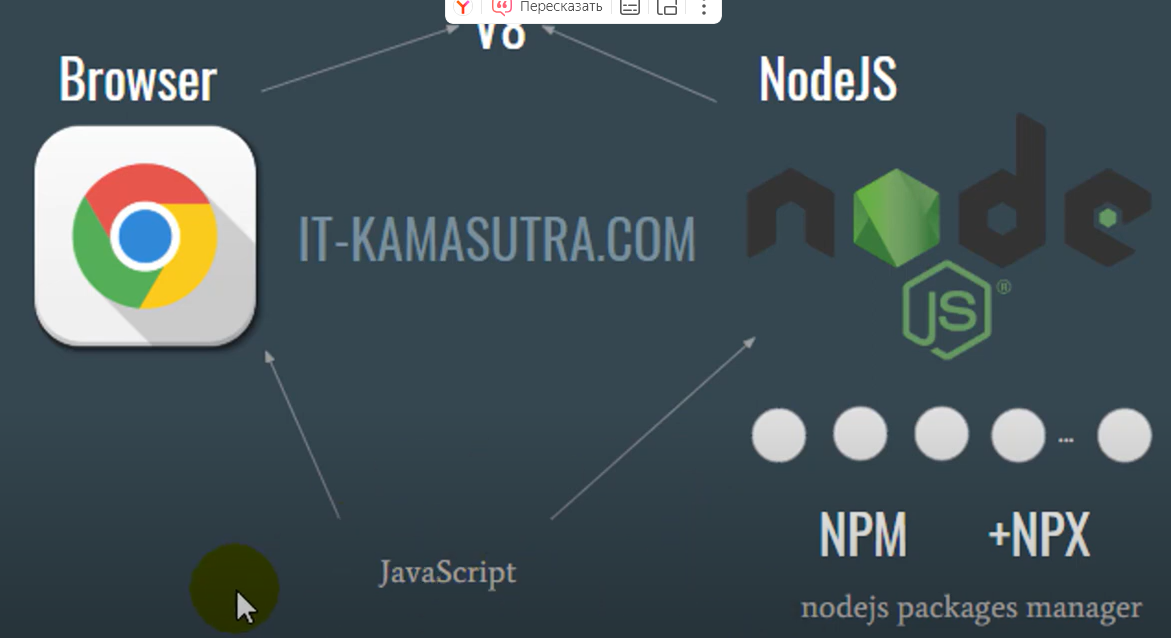 Пересказать
V8
Browser
NodeJS
node
IT-KAMASUTRA.COM
JS ®
...
NPM +NPX
JavaScript
nodejs packages manager